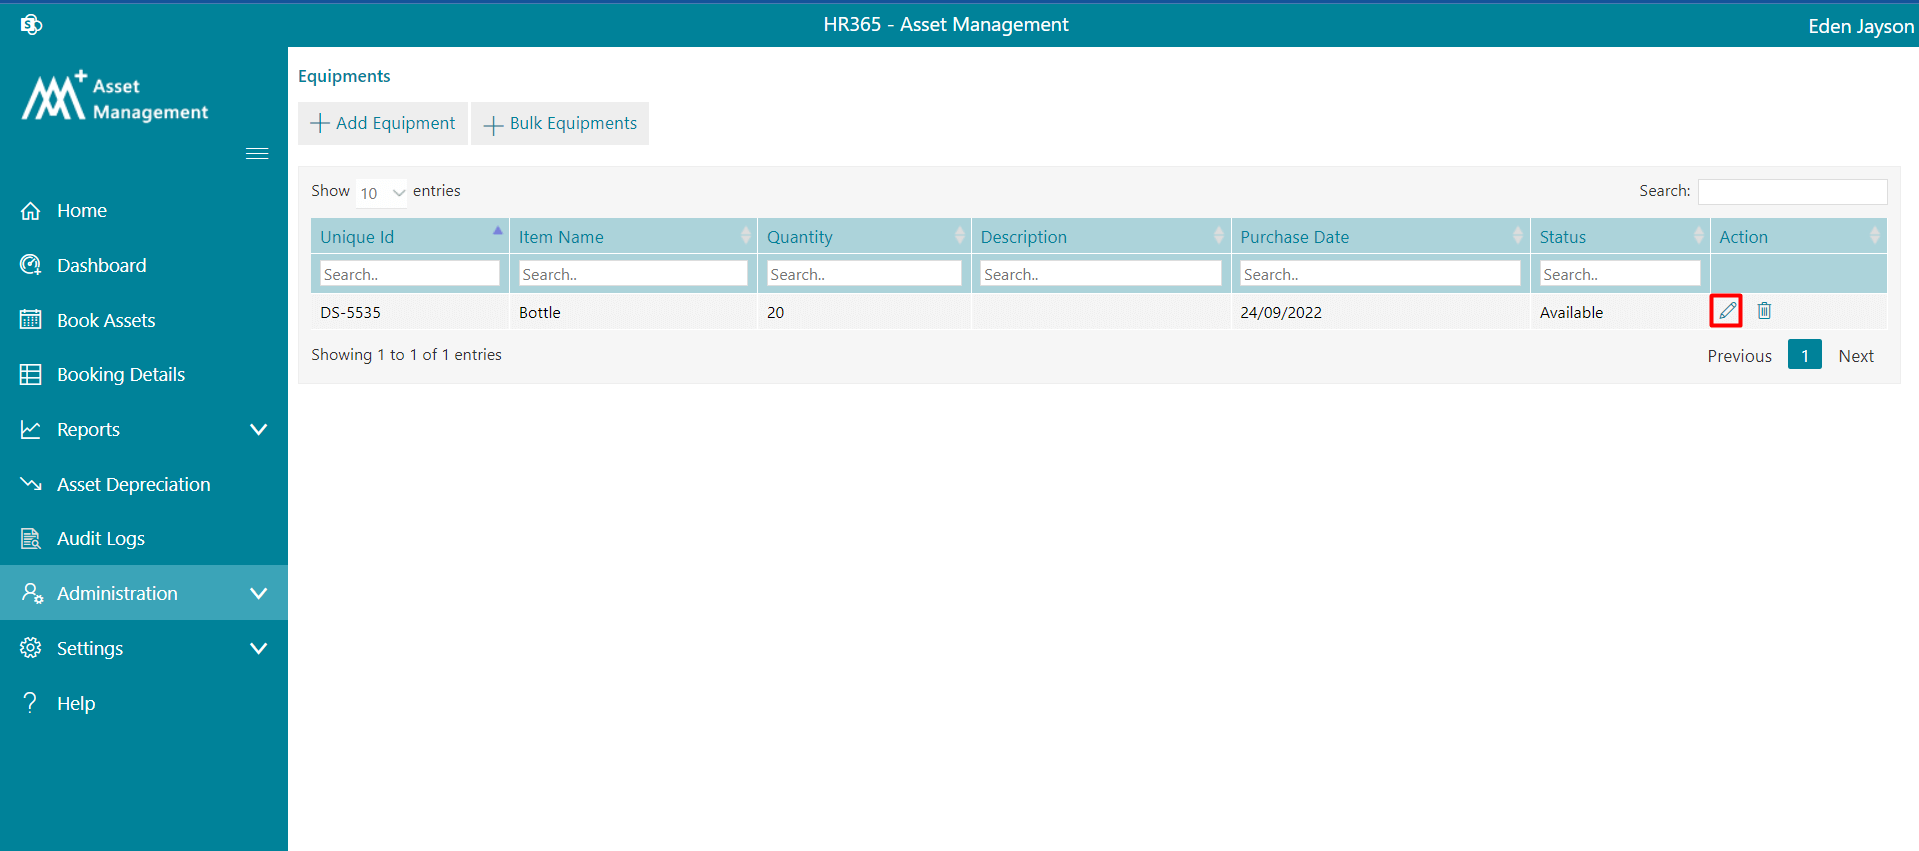 HR365 - Asset Management
Eden Jayson
Asset
Management
Home
Dashboard
Book Assets
Booking Details
Reports
Asset Depreciation
Audit Logs
Administration
Settings
Help
Equipments
Add Equipment Bulk Equipments
Show 10 entries Search:
Unique Id Item Name Quantity Description Purchase Date Status Action
Search.. Search.. Search.. Search.. Search.. Search..
DS-5535 Bottle 20 24/09/2022 Available
Showing 1 to 1 of 1 entries Previous 1 Next